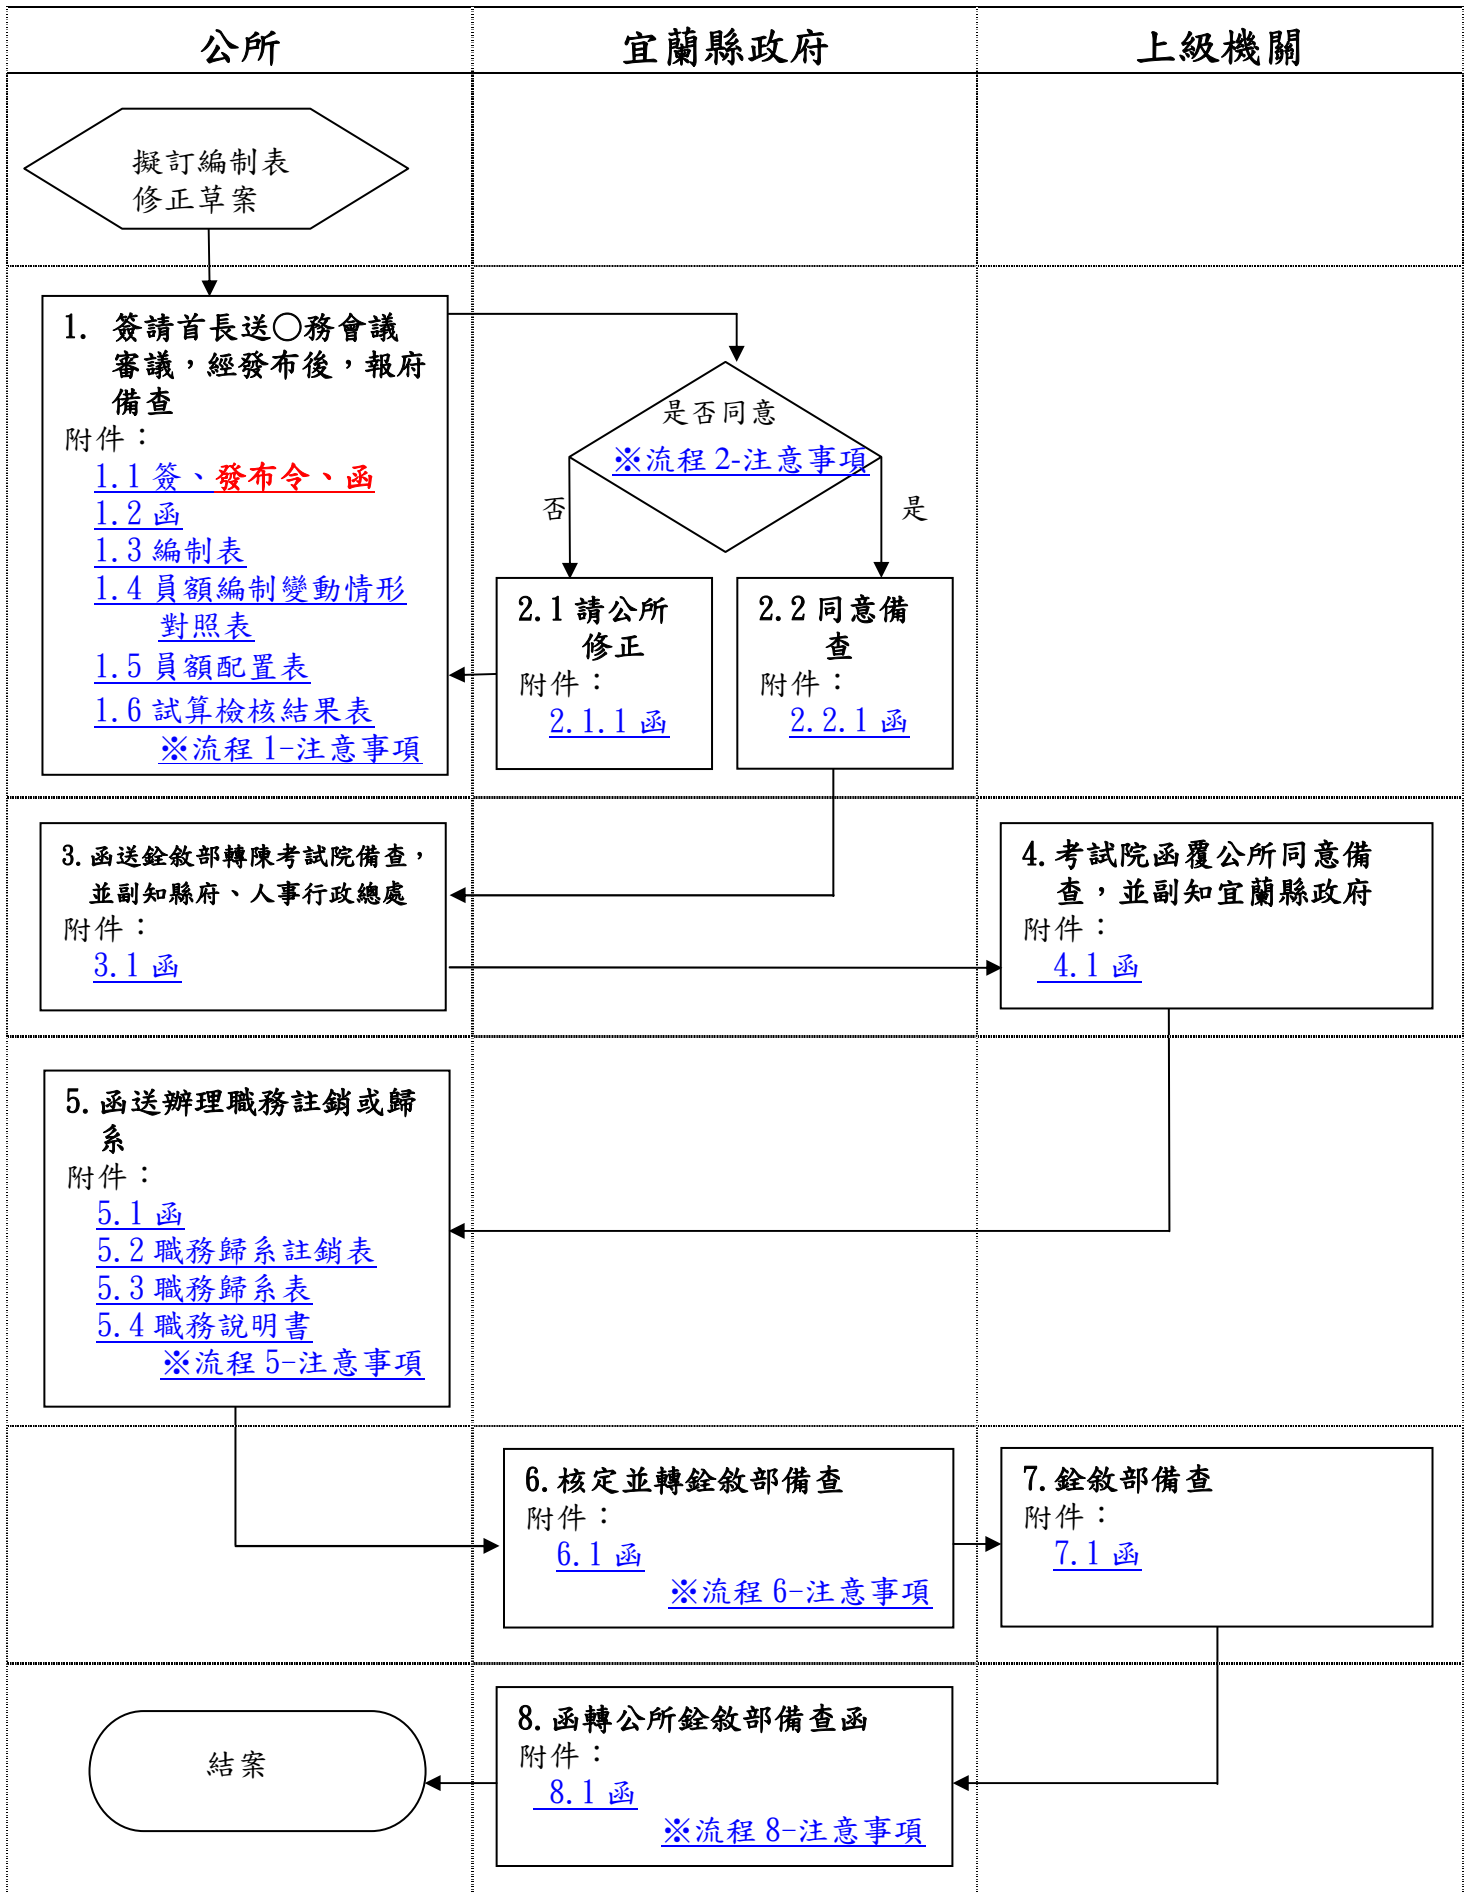 公所
宜蘭縣政府
上級機關
擬訂編制表
修正草案
1. 簽請首長送○務會議
審議，經發布後，報府
備查
附件：
1.1簽、發布令、函
1.2函
1.3編制表
1.4員額編制變動情形
對照表
1.5員額配置表
1.6試算檢核結果表
※流程1-注意事項
是否同意
※流程2-注意事項
否
是
2.1請公所
修正
附件：
2.1.1函
2.2同意備
查
附件：
2.2.1函
3.函送銓敘部轉陳考試院備查，
並副知縣府、人事行政總處
附件：
3.1函
4.考試院函覆公所同意備
查，並副知宜蘭縣政府
附件：
4.1函
5.函送辦理職務註銷或歸
系
附件：
5.1函
5.2職務歸系註銷表
5.3職務歸系表
5.4職務說明書
※流程5-注意事項
6.核定並轉銓敘部備查
附件：
6.1函
※流程6-注意事項
7.銓敘部備查
附件：
7.1函
8.函轉公所銓敘部備查函
附件：
8.1函
※流程8-注意事項
結案